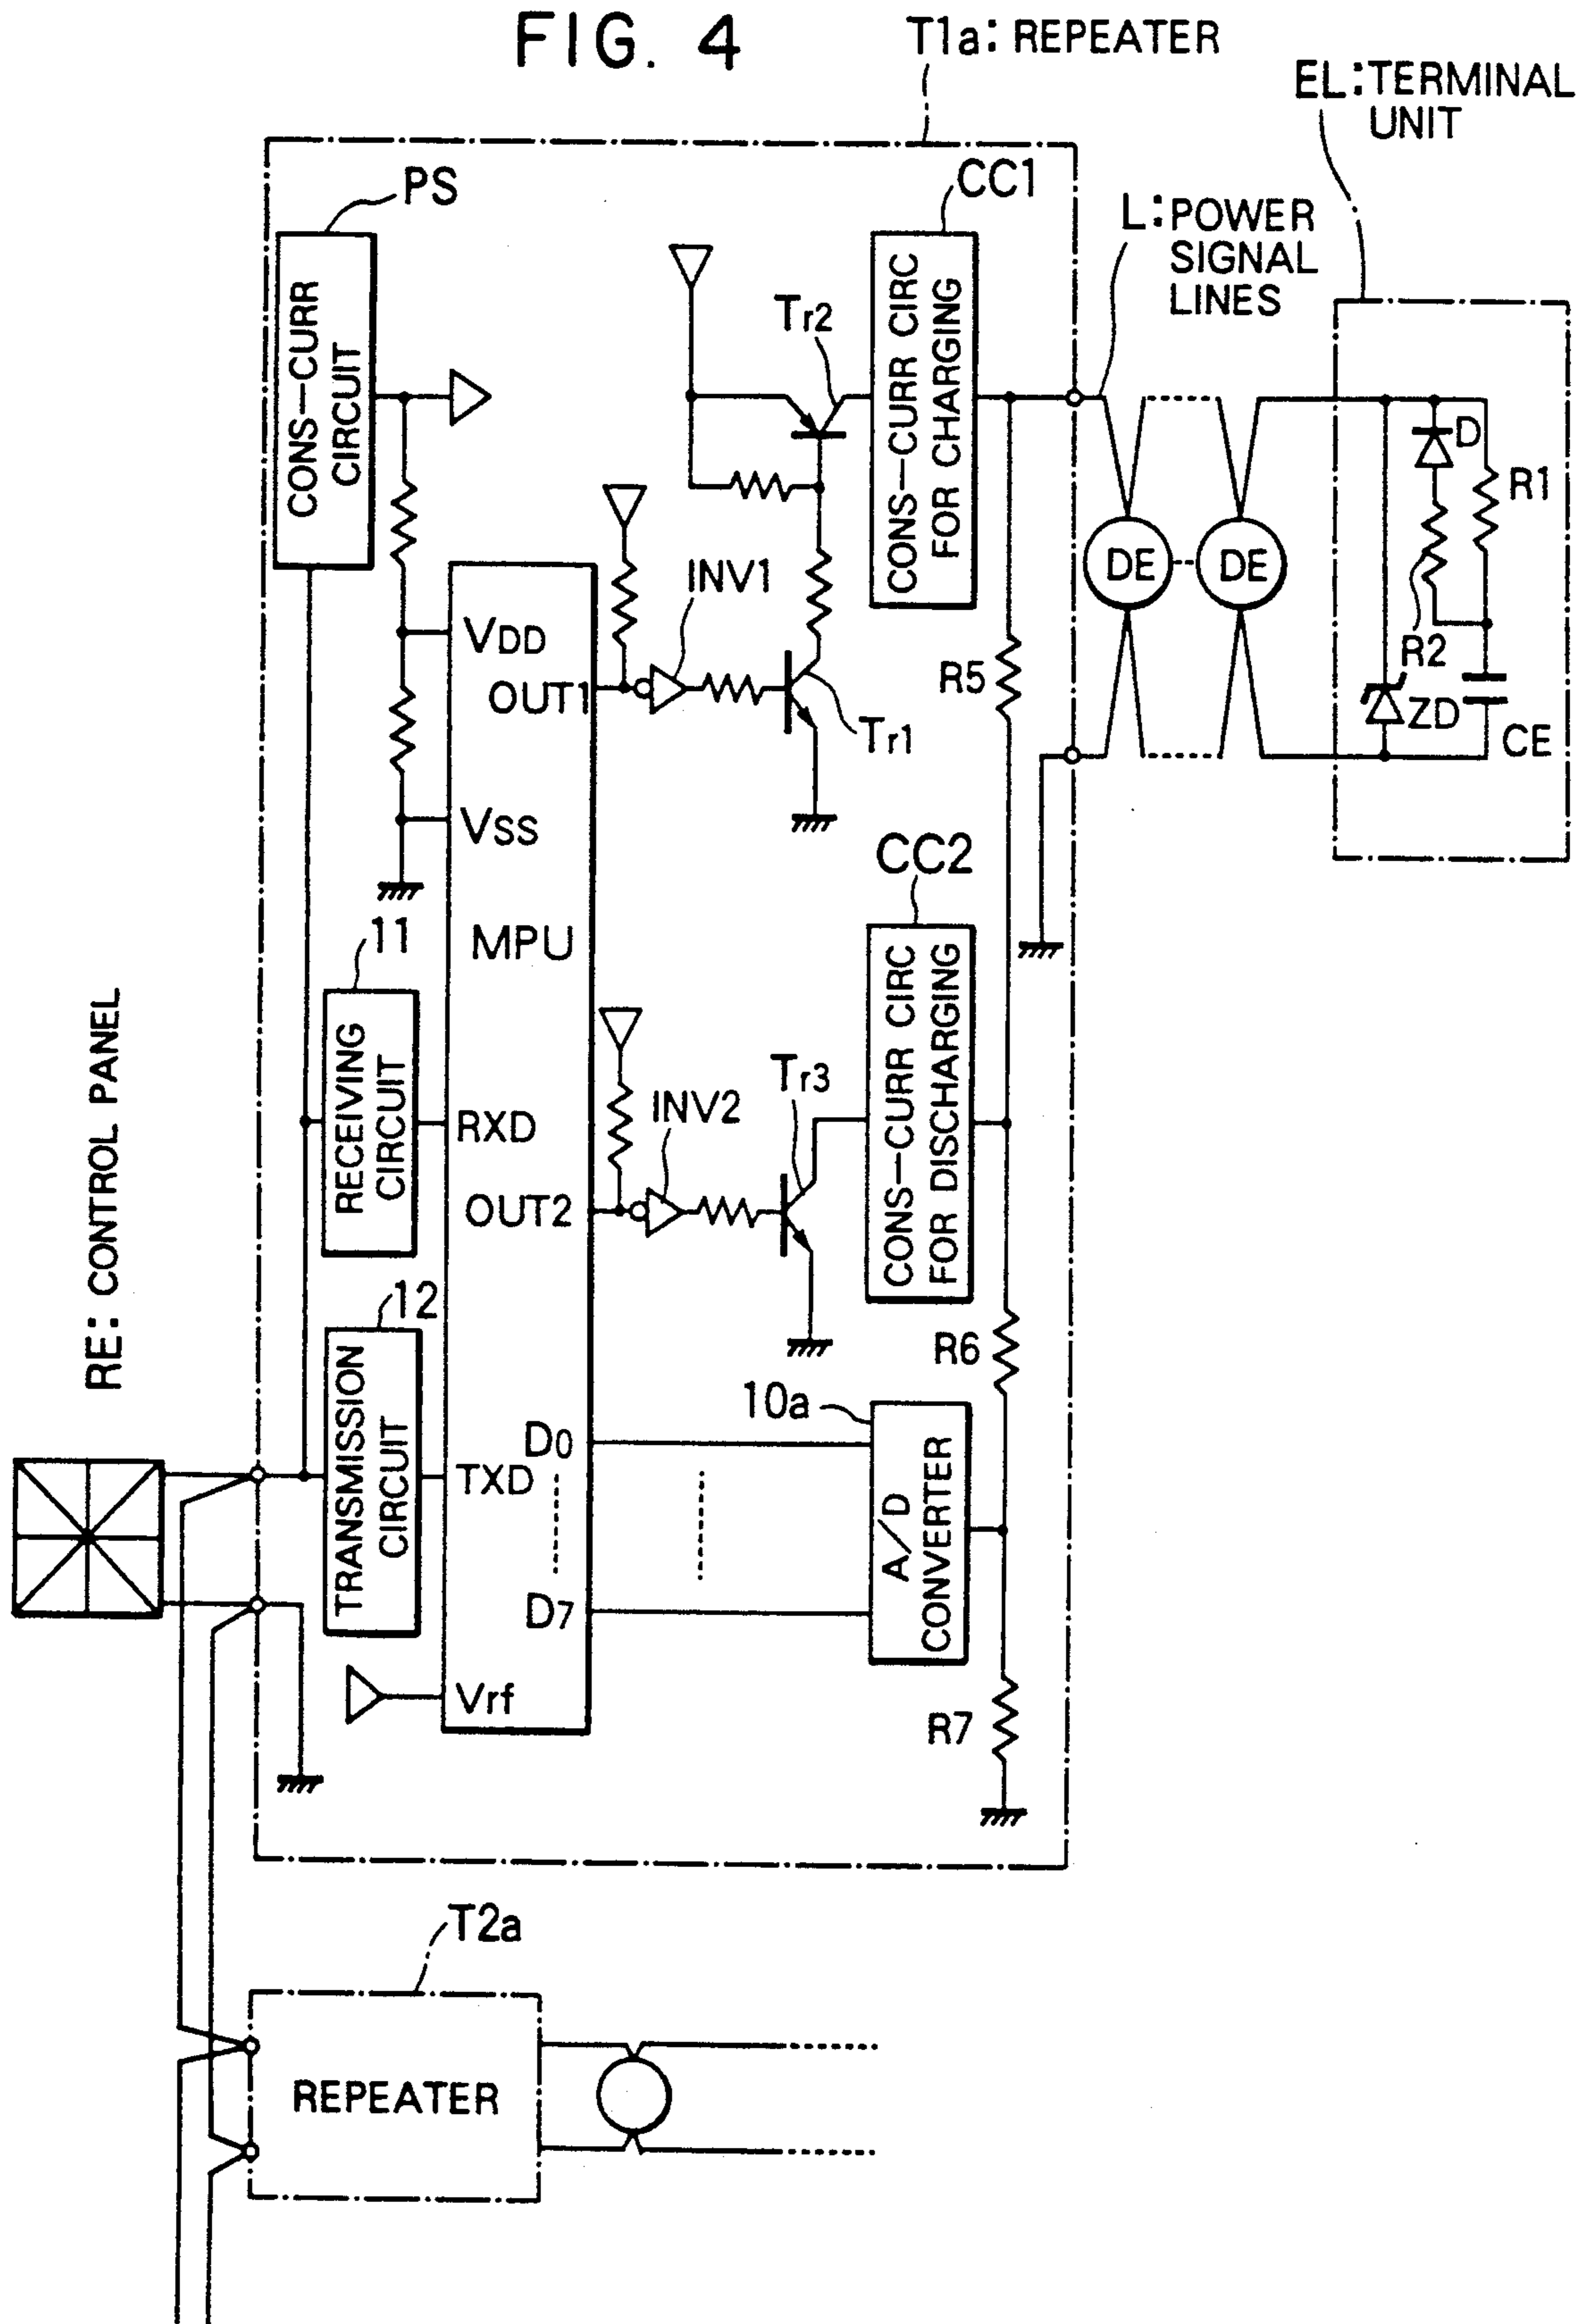 FIG. 4
T1a: REPEATER
EL: TERMINAL
UNIT
PS
CC1
L: POWER
SIGNAL
LINES
CONS-CURR
CIRCUIT
Tr2
CONS-CURR CIRC
FOR CHARGING
D
R1
DE
DE
INV1
VDD
R2
OUT1
R5
Tr1
ZD
CE
VSS
CC2
11
MPU
RE: CONTROL PANEL
RECEIVING
CIRCUIT
CONS-CURR CIRC
FOR DISCHARGING
Tr3
INV2
RXD
OUT2
12
R6
TRANSMISSION
CIRCUIT
10a
D0
TXD
A/D
CONVERTER
D7
Vrf
R7
T2a
REPEATER